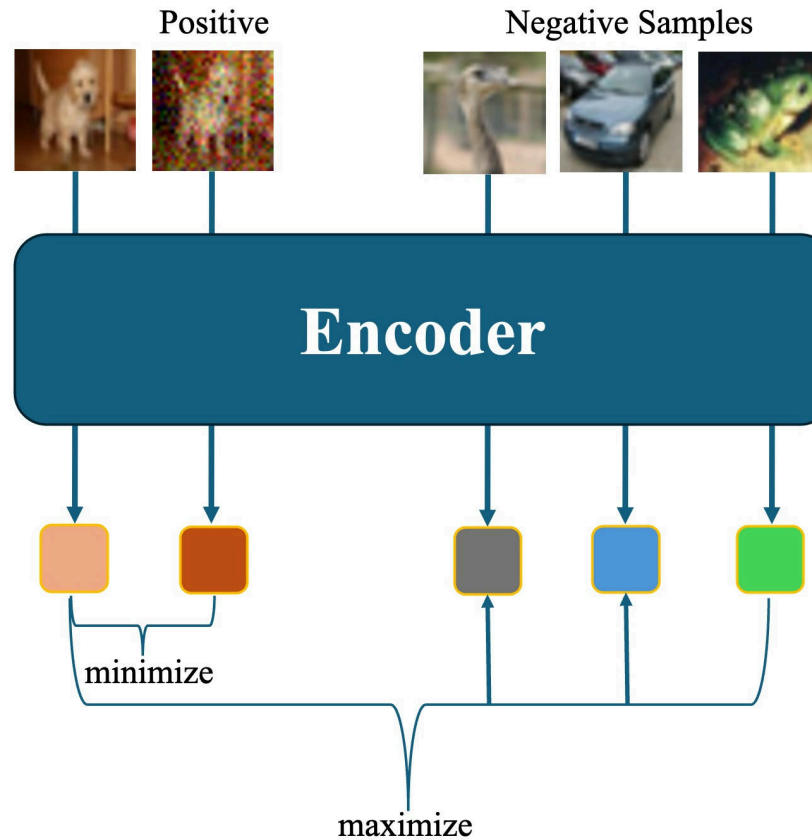 Positive
Negative Samples
Encoder
minimize
maximize